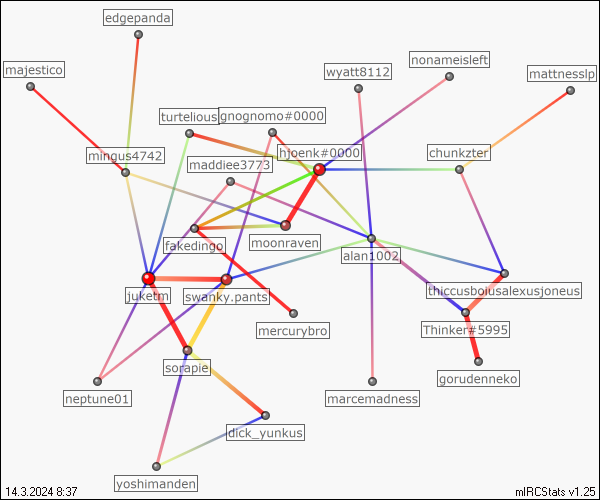 edgepanda
nonameisleft
majestico
wyatt8112
mattnesslp
turtelious
gnognomo#0000
mingus4742
hjoenk#0000
chunkzter
maddiee3773
fakedingo
moonraven
alan1002
juketm
swanky.pants
thiccusboiusalexusjoneus
mercurybro
Thinker#5995
sorapie
gorudenneko
neptune01
marcemadness
dick_yunkus
yoshimanden
14.3.2024 8:37
mIRCStats v1.25